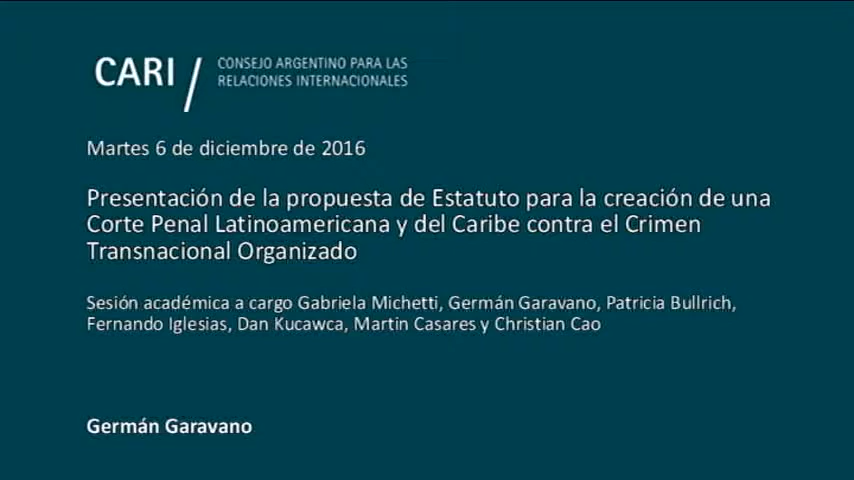 CARI / CONSEJO ARGENTINO PARA LAS
RELACIONES INTERNACIONALES
Martes 6 de diciembre de 2016
Presentación de la propuesta de Estatuto para la creación de una
Corte Penal Latinoamericana y del Caribe contra el Crimen
Transnacional Organizado
Sesión académica a cargo Gabriela Michetti, Germán Garavano, Patricia Bullrich,
Fernando Iglesias, Dan Kucawca, Martin Casares y Christian Cao
Germán Garavano